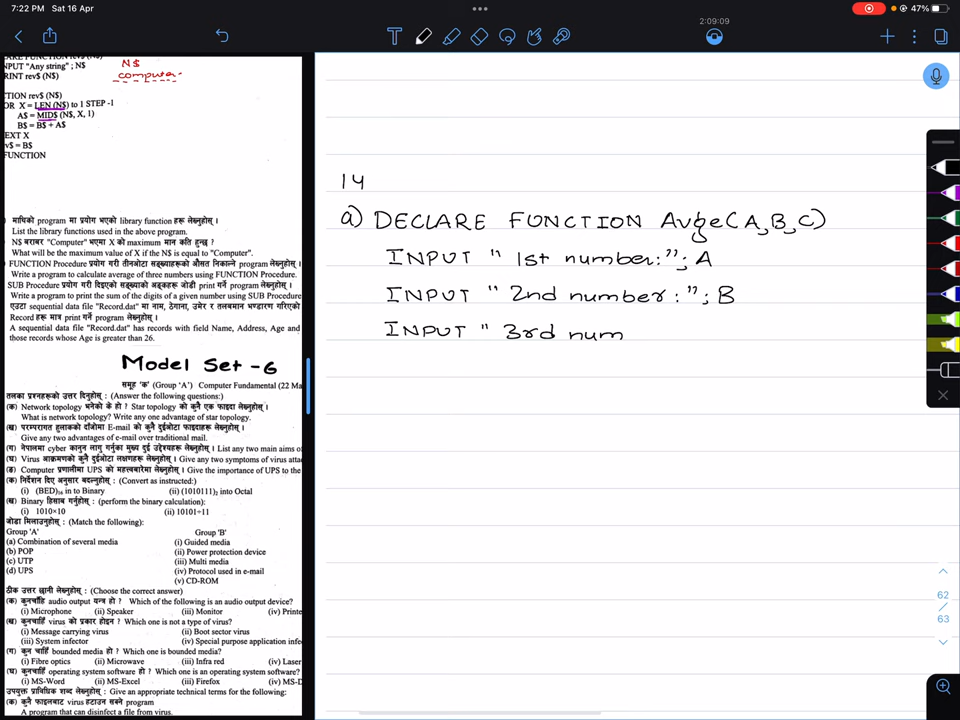 7:22 PM Sat 16 Apr
47%
2:09:09
NPUT "Any string" ; N$
RINT rev$ (N$)
N$
computer
CTION rev$ (N$)
OR X = LEN (N$) to 1 STEP -1
A$ = MID$ (N$, X, 1)
B$ = B$ + A$
EXT X
v$ = B$
FUNCTION
माथिको program मा प्रयोग भएको library function हरू लेख्नुहोस् ।
List the library functions used in the above program.
N$ बराबर "Computer" भएमा X को maximum मान कति हुन्छ ?
What will be the maximum value of X if the N$ is equal to "Computer".
FUNCTION Procedure प्रयोग गरी तीनओटा सङ्ख्याहरूको औसत निकाल्ने program लेख्नुहोस् ।
Write a program to calculate average of three numbers using FUNCTION Procedure.
SUB Procedure प्रयोग गरी दिइएको सङ्ख्याको अङ्कहरू जोडी print गर्ने program लेख्नुहोस् ।
Write a program to print the sum of the digits of a given number using SUB Procedure
एउटा sequential data file "Record.dat" मा नाम, ठेगाना, उमेर र तलबमान भण्डारण गरिएको
Record हरू मात्र print गर्ने program लेख्नुहोस् ।
A sequential data file "Record.dat" has records with field Name, Address, Age and
those records whose Age is greater than 26.
Model Set -6
समूह 'क' (Group 'A') Computer Fundamental (22 Ma
तलका प्रश्नहरूको उत्तर दिनुहोस् : (Answer the following questions:)
(क) Network topology भनेको के हो ? Star topology को कुनै एक फाइदा लेख्नुहोस् ।
What is network topology? Write any one advantage of star topology.
(ख) परम्परागत हुलाकको दाँजोमा E-mail को कुनै दुईओटा फाइदाहरू लेख्नुहोस् ।
Give any two advantages of e-mail over traditional mail.
(ग) नेपालमा cyber कानुन लागु गर्नुका मुख्य दुई उद्देश्यहरू लेख्नुहोस् । List any two main aims o
(घ) Virus आक्रमणको कुनै दुईओटा लक्षणहरू लेख्नुहोस् । Give any two symptoms of virus attac
(ङ) Computer प्रणालीमा UPS को महत्त्वबारेमा लेख्नुहोस् । Give the importance of UPS to the
(क) निर्देशन दिए अनुसार बदल्नुहोस् : (Convert as instructed:)
(i) (BED)₁₆ in to Binary (ii) (1010111)₂ into Octal
(ख) Binary हिसाब गर्नुहोस् : (perform the binary calculation):
(i) 1010×10 (ii) 10101÷11
जोडा मिलाउनुहोस् : (Match the following):
Group 'A' Group 'B'
(a) Combination of several media (i) Guided media
(b) POP (ii) Power protection device
(c) UTP (iii) Multi media
(d) UPS (iv) Protocol used in e-mail
(v) CD-ROM
ठीक उत्तर छानी लेख्नुहोस् : (Choose the correct answer)
(क) कुनचाहिँ audio output यन्त्र हो ? Which of the following is an audio output device?
(i) Microphone (ii) Speaker (iii) Monitor (iv) Printe
(ख) कुनचाहिँ virus को प्रकार होइन ? Which one is not a type of virus?
(i) Message carrying virus (ii) Boot sector virus
(iii) System infector (iv) Special purpose application infe
(ग) कुन चाहिँ bounded media हो ? Which one is bounded media?
(i) Fibre optics (ii) Microwave (iii) Infra red (iv) Laser
(घ) कुनचाहिँ operating system software हो ? Which one is an operating system software?
(i) MS-Word (ii) MS-Excel (iii) Firefox (iv) MS-D
उपयुक्त प्राविधिक शब्द लेख्नुहोस् : Give an appropriate technical terms for the following:
(क) कुनै फाइलबाट virus हटाउन सक्ने program
A program that can disinfect a file from virus.
14
a) DECLARE FUNCTION Avge(A,B,C)
INPUT " 1st number:"; A
INPUT " 2nd number:"; B
INPUT " 3rd num
62
/
63